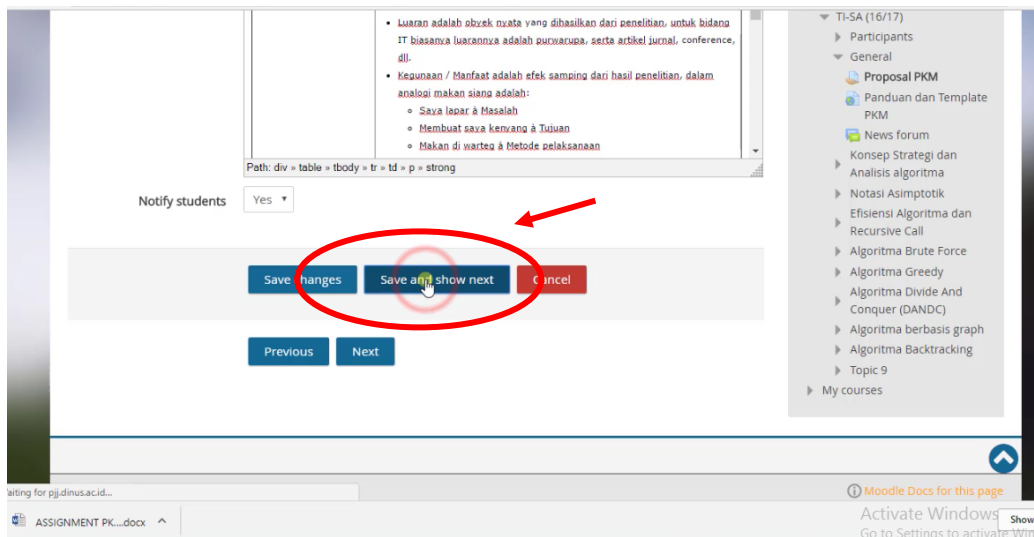 Luaran adalah obyek nyata yang dihasilkan dari penelitian, untuk bidang
IT biasanya luarannya adalah purwarupa, serta artikel jurnal, conference,
dll.
Kegunaan / Manfaat adalah efek samping dari hasil penelitian, dalam
analogi makan siang adalah:
Saya lapar à Masalah
Membuat saya kenyang à Tujuan
Makan di warteg à Metode pelaksanaan
Path: div » table » tbody » tr » td » p » strong
Notify students
Yes
Save changes
Save and show next
Cancel
Previous
Next
TI-SA (16/17)
Participants
General
Proposal PKM
Panduan dan Template
PKM
News forum
Konsep Strategi dan
Analisis algoritma
Notasi Asimptotik
Efisiensi Algoritma dan
Recursive Call
Algoritma Brute Force
Algoritma Greedy
Algoritma Divide And
Conquer (DANDC)
Algoritma berbasis graph
Algoritma Backtracking
Topic 9
My courses
aiting for pjj.dinus.ac.id...
Moodle Docs for this page
ASSIGNMENT PK....docx
Activate Windows
Show
Go to Settings to activate Win